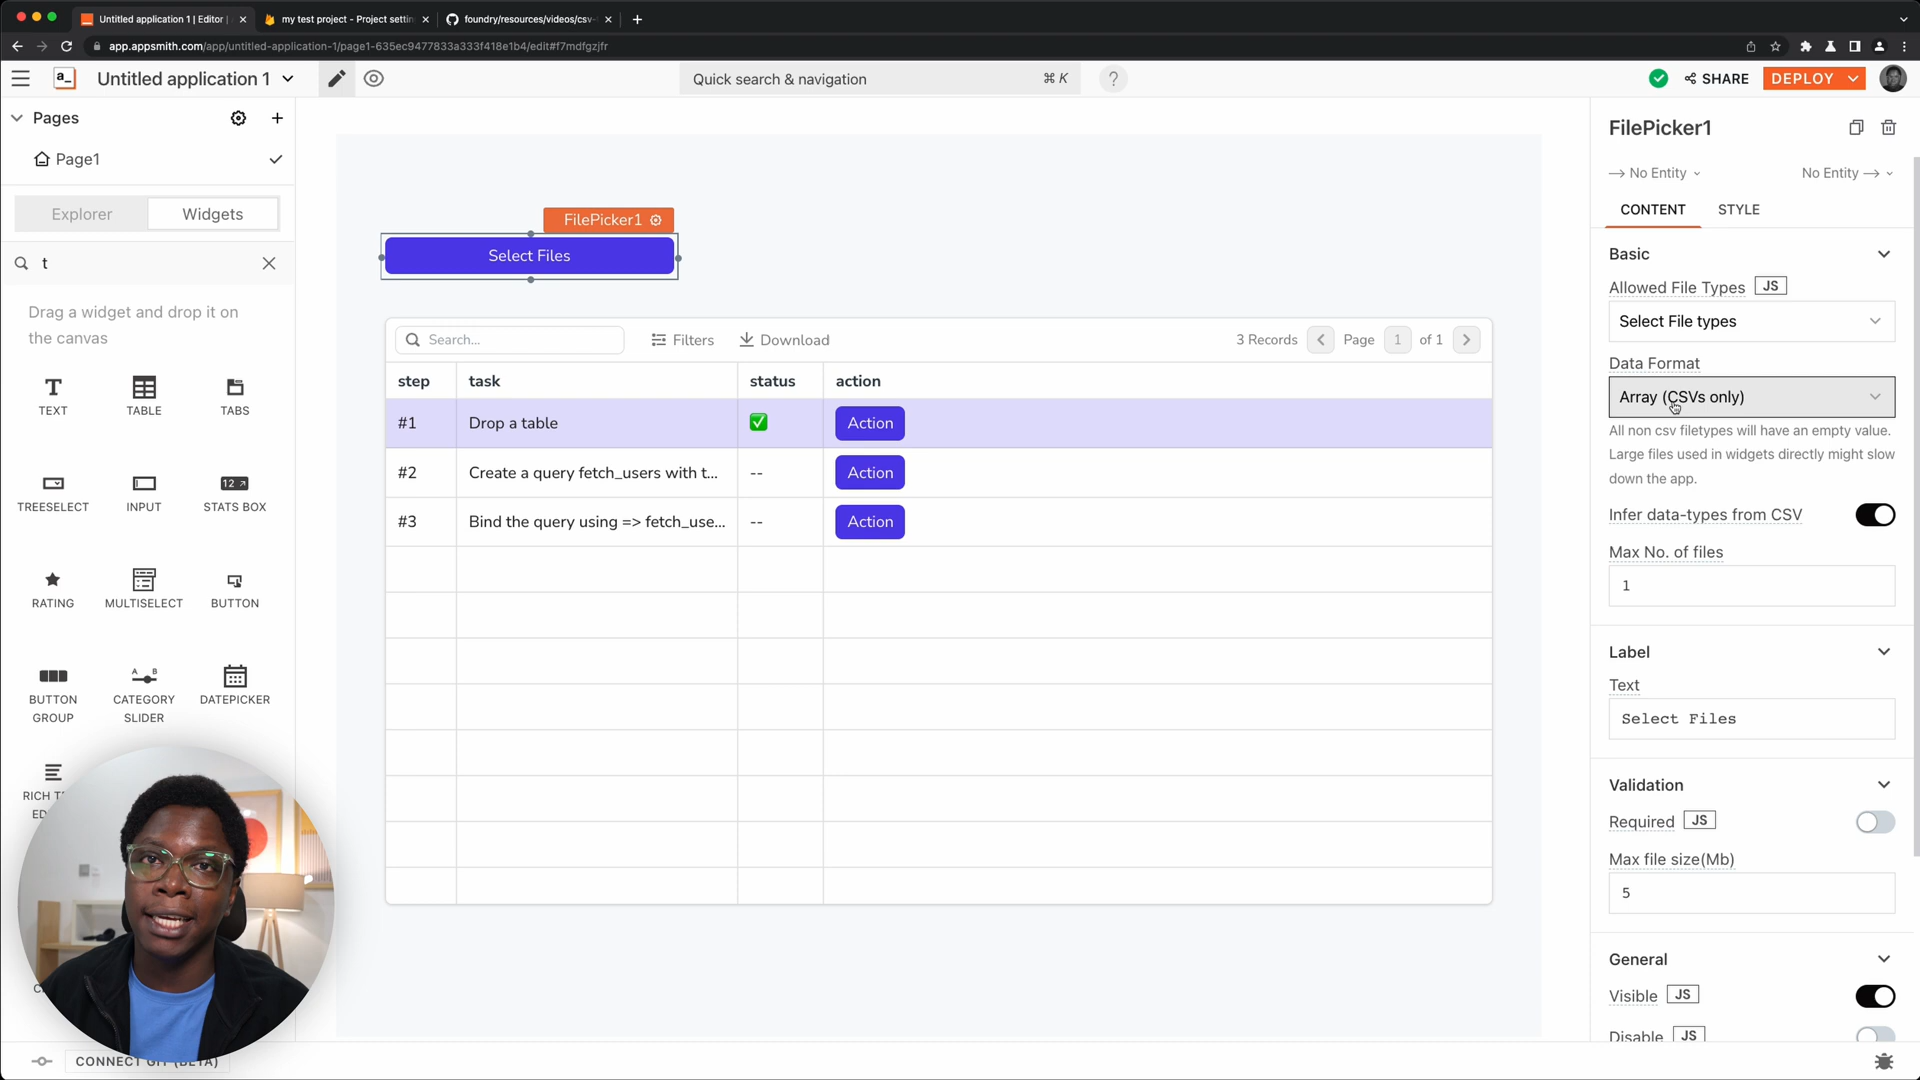 Untitled application 1 | Editor |
my test project - Project settin
foundry/resources/videos/csv-
app.appsmith.com/app/untitled-application-1/page1-635ec9477833a333f418e1b4/edit#f7mdfgzjfr
a_
Untitled application 1
Quick search & navigation
⌘ K
?
SHARE
DEPLOY
Pages
Page1
Explorer
Widgets
t
Drag a widget and drop it on
the canvas
TEXT
TABLE
TABS
TREESELECT
INPUT
12
STATS BOX
RATING
MULTISELECT
BUTTON
BUTTON
GROUP
A B
CATEGORY
SLIDER
DATEPICKER
RICH T
ED
CONNECT GIT (BETA)
FilePicker1
Select Files
Search...
Filters
Download
3 Records
Page
1
of 1
step
task
status
action
#1
Drop a table
Action
#2
Create a query fetch_users with t...
--
Action
#3
Bind the query using => fetch_use...
--
Action
FilePicker1
No Entity
No Entity
CONTENT
STYLE
Basic
Allowed File Types
JS
Select File types
Data Format
Array (CSVs only)
All non csv filetypes will have an empty value.
Large files used in widgets directly might slow
down the app.
Infer data-types from CSV
Max No. of files
1
Label
Text
Select Files
Validation
Required
JS
Max file size(Mb)
5
General
Visible
JS
Disable
JS